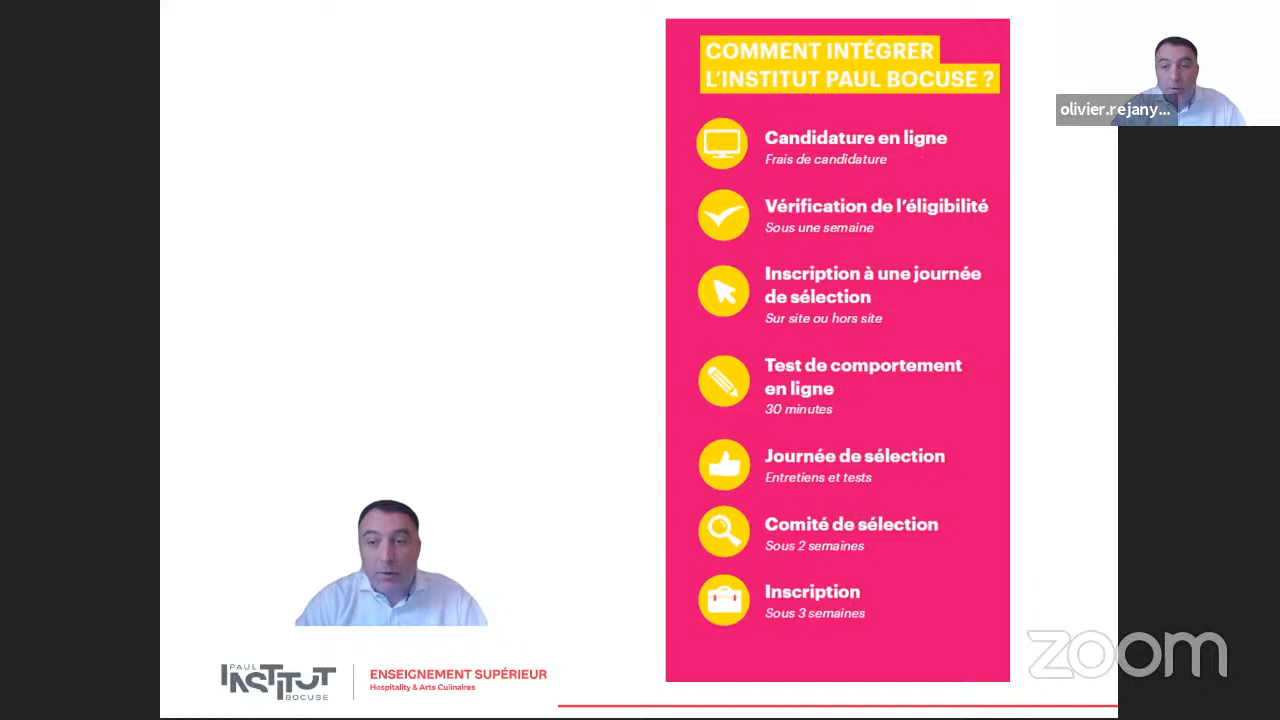 COMMENT INTÉGRER
L'INSTITUT PAUL BOCUSE ?
olivier.rejany...
Candidature en ligne
Frais de candidature
Vérification de l'éligibilité
Sous une semaine
Inscription à une journée
de sélection
Sur site ou hors site
Test de comportement
en ligne
30 minutes
Journée de sélection
Entretiens et tests
Comité de sélection
Sous 2 semaines
Inscription
Sous 3 semaines
zoom
PAUL
INSTITUT
BOCUSE
ENSEIGNEMENT SUPÉRIEUR
Hospitality & Arts Culinaires